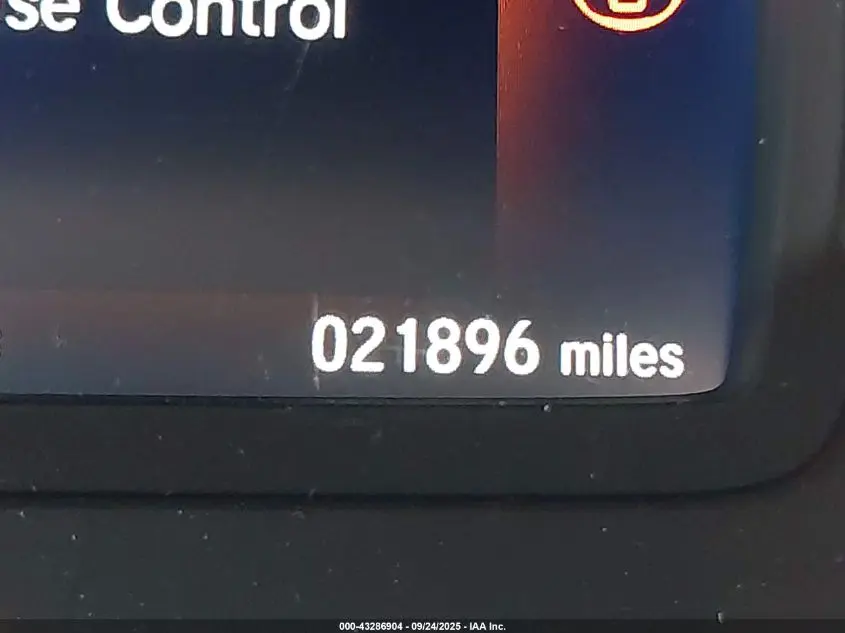 se Control
021896 miles
000-43286904 - 09/24/2025 - IAA Inc.